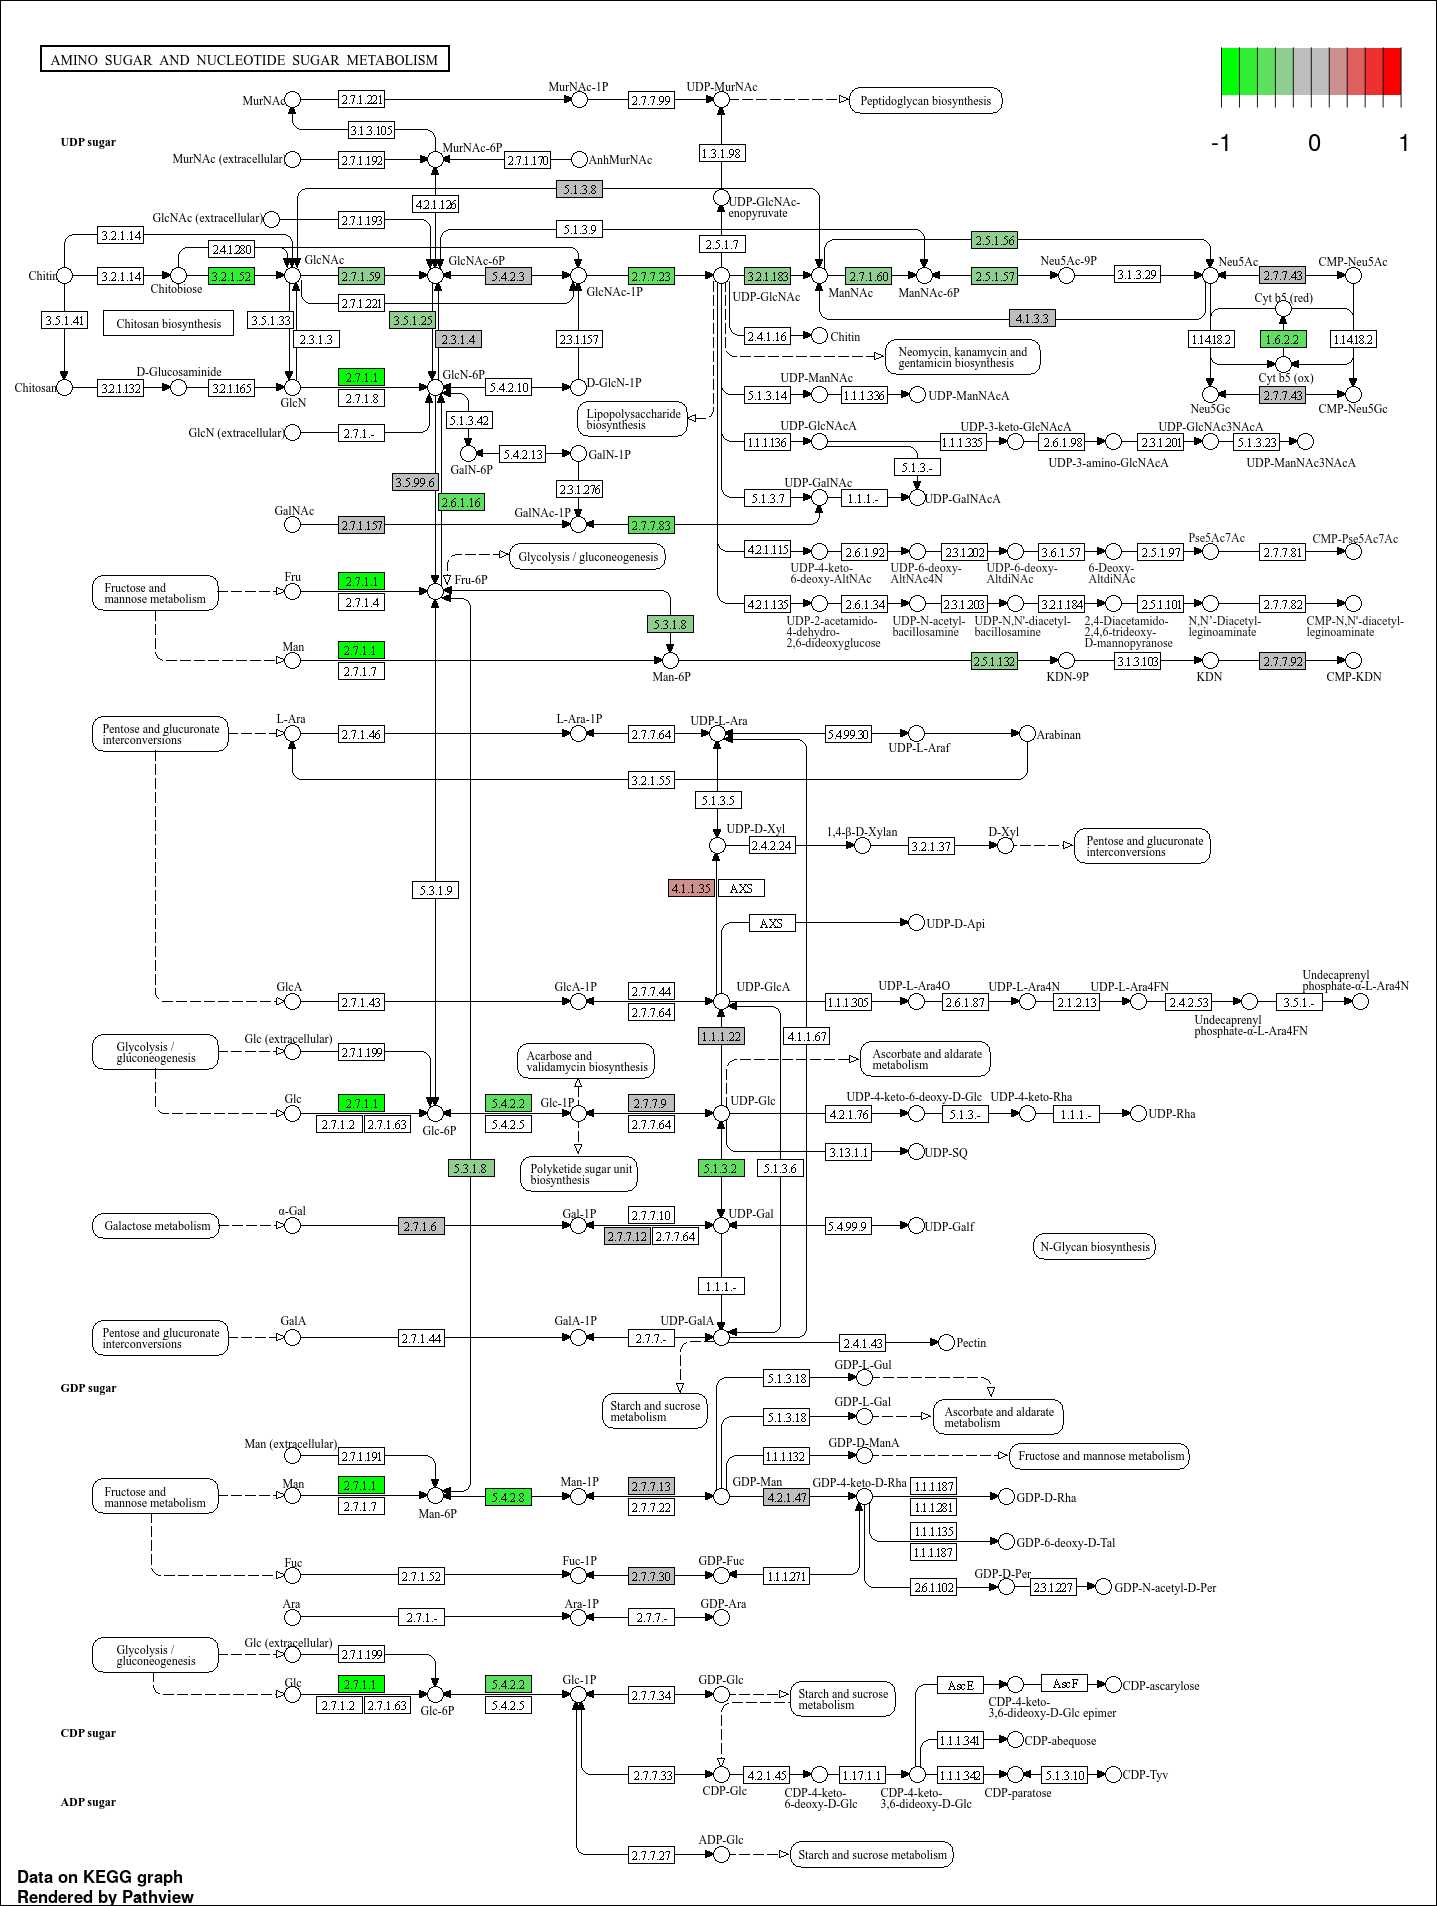 AMINO SUGAR AND NUCLEOTIDE SUGAR METABOLISM
-1 0 1
MurNAc 2.7.1.221 MurNAc-1P 2.7.7.99 UDP-MurNAc Peptidoglycan biosynthesis
3.1.3.105
UDP sugar
MurNAc (extracellular) 2.7.1.192 MurNAc-6P 2.7.1.170 AnhMurNAc 1.3.1.98
5.1.3.8
4.2.1.126 UDP-GlcNAc-
enopyruvate
GlcNAc (extracellular) 2.7.1.193 5.1.3.9
3.2.1.14 2.4.1.280 2.5.1.7 2.5.1.56
GlcNAc GlcNAc-6P Neu5Ac-9P Neu5Ac CMP-Neu5Ac
Chitin 3.2.1.14 3.2.1.52 2.7.1.59 5.4.2.3 2.7.7.23 3.2.1.183 2.7.1.60 2.5.1.57 3.1.3.29 2.7.7.43
Chitobiose GlcNAc-1P UDP-GlcNAc ManNAc ManNAc-6P
2.7.1.221 Cyt b5 (red)
3.5.1.41 Chitosan biosynthesis 3.5.1.33 3.5.1.25 4.1.3.3
2.3.1.3 2.3.1.4 2.3.1.157 2.4.1.16 Chitin 1.14.18.2 1.6.2.2 1.14.18.2
Neomycin, kanamycin and
gentamicin biosynthesis
D-Glucosaminide 2.7.1.1 GlcN-6P UDP-ManNAc Cyt b5 (ox)
Chitosan 3.2.1.132 3.2.1.165 5.4.2.10 D-GlcN-1P
GlcN 2.7.1.8 5.1.3.14 1.1.1.336 UDP-ManNAcA 2.7.7.43
Neu5Gc CMP-Neu5Gc
Lipopolysaccharide
biosynthesis
5.1.3.42
GlcN (extracellular) 2.7.1.- UDP-GlcNAcA UDP-3-keto-GlcNAcA UDP-GlcNAc3NAcA
1.1.1.136 1.1.1.335 2.6.1.98 2.3.1.201 5.1.3.23
5.4.2.13 GalN-1P UDP-3-amino-GlcNAcA UDP-ManNAc3NAcA
GalN-6P 5.1.3.-
3.5.99.6 2.3.1.276 UDP-GalNAc
2.6.1.16 5.1.3.7 1.1.1.- UDP-GalNAcA
GalNAc GalNAc-1P
2.7.1.157 2.7.7.83
Pse5Ac7Ac CMP-Pse5Ac7Ac
Glycolysis / gluconeogenesis 4.2.1.115 2.6.1.92 2.3.1.202 3.6.1.57 2.5.1.97 2.7.7.81
UDP-4-keto- UDP-6-deoxy- UDP-6-deoxy- 6-Deoxy-
6-deoxy-AltNAc AltNAc4N AltdiNAc AltdiNAc
Fructose and
mannose metabolism
Fru 2.7.1.1 Fru-6P
2.7.1.4 4.2.1.135 2.6.1.34 2.3.1.203 3.2.1.184 2.5.1.101 2.7.7.82
UDP-2-acetamido- UDP-N-acetyl- UDP-N,N'-diacetyl- 2,4-Diacetamido- N,N'-Diacetyl- CMP-N,N'-diacetyl-
4-dehydro- bacillosamine bacillosamine 2,4,6-trideoxy- leginoaminate leginoaminate
2,6-dideoxyglucose D-mannopyranose
5.3.1.8
Man 2.7.1.1
2.7.1.7 Man-6P 2.5.1.132 KDN-9P 3.1.3.103 KDN 2.7.7.92 CMP-KDN
Pentose and glucuronate
interconversions
L-Ara 2.7.1.46 L-Ara-1P 2.7.7.64 UDP-L-Ara 5.4.99.30 UDP-L-Araf Arabinan
3.2.1.55
5.1.3.5
UDP-D-Xyl 2.4.2.24 1,4-β-D-Xylan 3.2.1.37 D-Xyl
Pentose and glucuronate
interconversions
5.3.1.9 4.1.1.35 AXS
AXS UDP-D-Api
GlcA 2.7.1.43 GlcA-1P 2.7.7.44 UDP-GlcA
2.7.7.64
1.1.1.305 UDP-L-Ara4O 2.6.1.87 UDP-L-Ara4N 2.1.2.13 UDP-L-Ara4FN 2.4.2.53 3.5.1.-
Undecaprenyl
phosphate-α-L-Ara4N
Undecaprenyl
phosphate-α-L-Ara4FN
1.1.1.22 4.1.1.67
Glycolysis /
gluconeogenesis
Glc (extracellular) 2.7.1.199
Acarbose and
validamycin biosynthesis
Ascorbate and aldarate
metabolism
Glc 2.7.1.1 5.4.2.2 Glc-1P 2.7.7.9 UDP-Glc UDP-4-keto-6-deoxy-D-Glc UDP-4-keto-Rha
2.7.1.2 2.7.1.63 Glc-6P 5.4.2.5 2.7.7.64 4.2.1.76 5.1.3.- 1.1.1.- UDP-Rha
3.13.1.1 UDP-SQ
5.3.1.8 Polyketide sugar unit
biosynthesis
5.1.3.2 5.1.3.6
Galactose metabolism α-Gal 2.7.1.6 Gal-1P 2.7.7.10 UDP-Gal 5.4.99.9 UDP-Galf
2.7.7.12 2.7.7.64
N-Glycan biosynthesis
1.1.1.-
Pentose and glucuronate
interconversions
GalA 2.7.1.44 GalA-1P 2.7.7.- UDP-GalA 2.4.1.43 Pectin
GDP sugar
Starch and sucrose
metabolism
5.1.3.18 GDP-L-Gul
5.1.3.18 GDP-L-Gal
Ascorbate and aldarate
metabolism
Man (extracellular) 2.7.1.191 1.1.1.132 GDP-D-ManA Fructose and mannose metabolism
Fructose and
mannose metabolism
Man 2.7.1.1 Man-1P 2.7.7.13 GDP-Man GDP-4-keto-D-Rha 1.1.1.187
2.7.1.7 Man-6P 5.4.2.8 2.7.7.22 4.2.1.47 1.1.1.281 GDP-D-Rha
1.1.1.135
1.1.1.187 GDP-6-deoxy-D-Tal
Fuc 2.7.1.52 Fuc-1P 2.7.7.30 GDP-Fuc 1.1.1.271
2.6.1.102 GDP-D-Per 2.3.1.227 GDP-N-acetyl-D-Per
Ara 2.7.1.- Ara-1P 2.7.7.- GDP-Ara
Glycolysis /
gluconeogenesis
Glc (extracellular) 2.7.1.199
Glc 2.7.1.1 5.4.2.2 Glc-1P 2.7.7.34 GDP-Glc
2.7.1.2 2.7.1.63 Glc-6P 5.4.2.5
Starch and sucrose
metabolism
AscE AscF CDP-ascarylose
CDP-4-keto-
3,6-dideoxy-D-Glc epimer
CDP sugar
1.1.1.341 CDP-abequose
2.7.7.33 CDP-Glc 4.2.1.45 1.17.1.1 1.1.1.342 5.1.3.10 CDP-Tyv
CDP-4-keto- CDP-4-keto- CDP-paratose
6-deoxy-D-Glc 3,6-dideoxy-D-Glc
ADP sugar
2.7.7.27 ADP-Glc Starch and sucrose metabolism
Data on KEGG graph
Rendered by Pathview